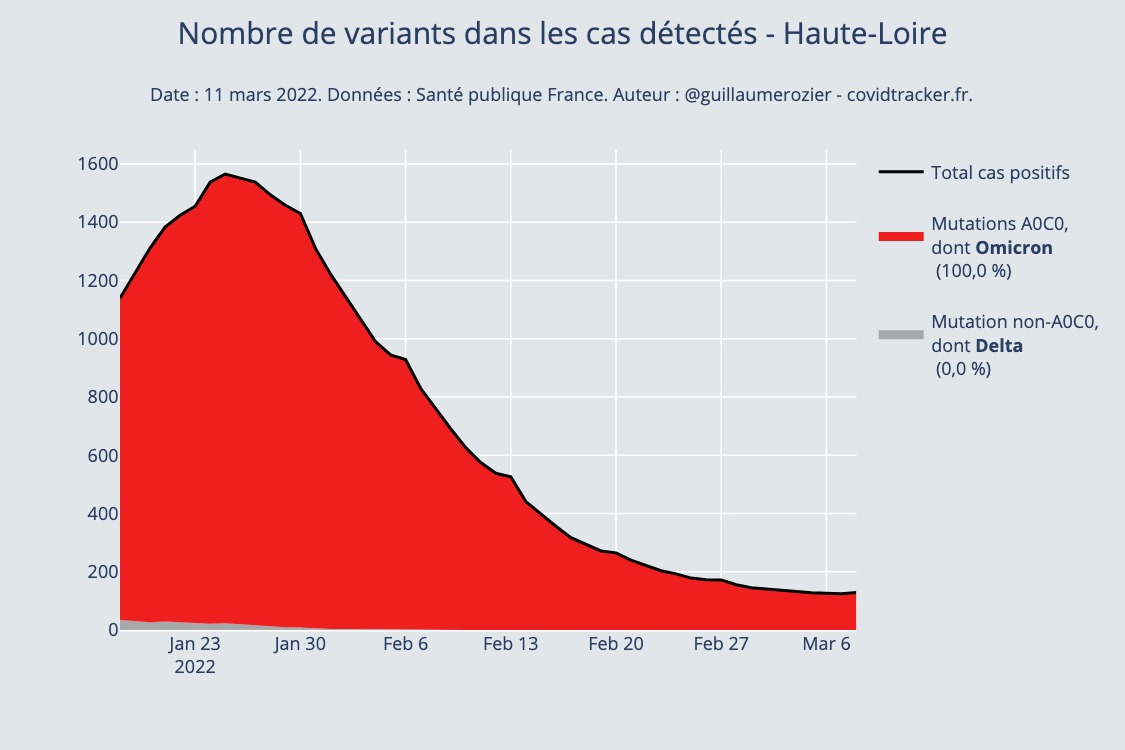 Nombre de variants dans les cas détectés - Haute-Loire
Date : 11 mars 2022. Données : Santé publique France. Auteur : @guillaumerozier - covidtracker.fr.
1600
1400
1200
1000
800
600
400
200
0
Jan 23
2022
Jan 30
Feb 6
Feb 13
Feb 20
Feb 27
Mar 6
Total cas positifs
Mutations A0C0,
dont Omicron
(100,0 %)
Mutation non-A0C0,
dont Delta
(0,0 %)